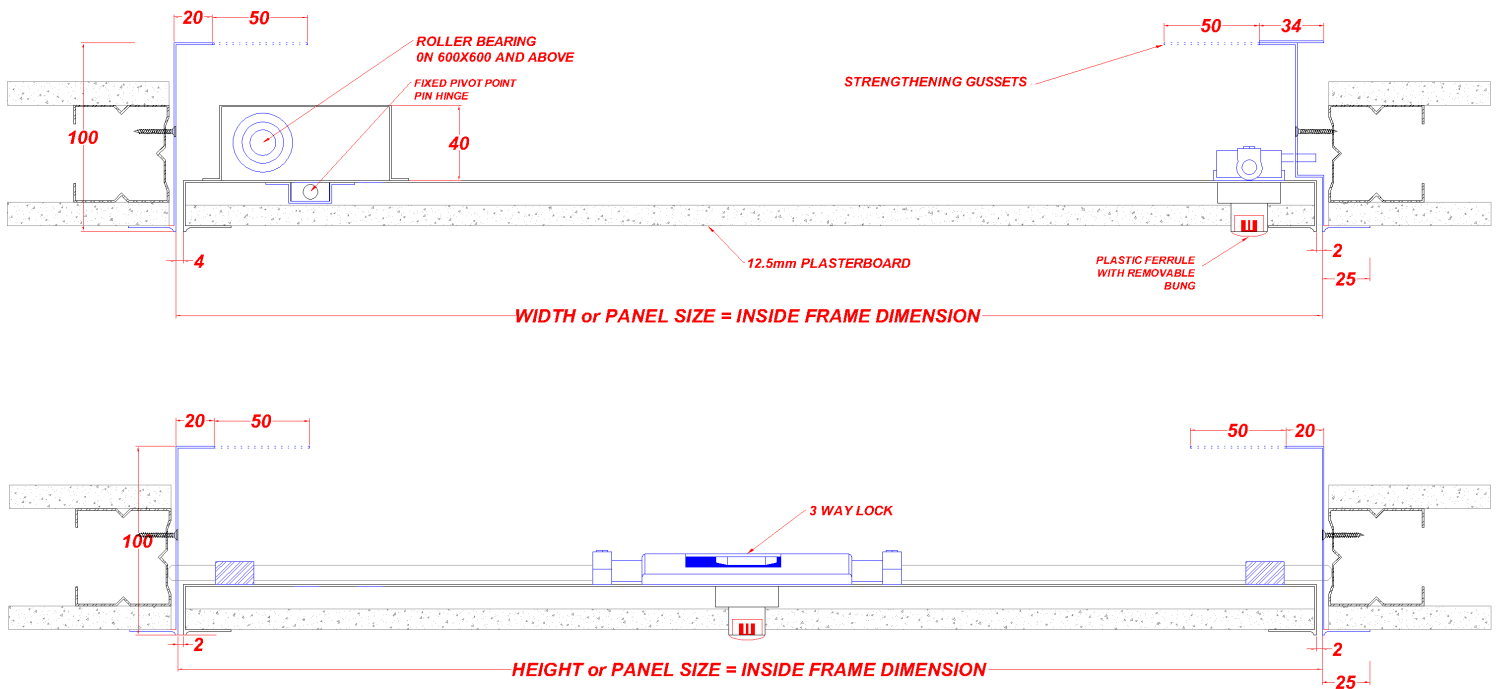 20
50
50
34
ROLLER BEARING
0N 600X600 AND ABOVE
FIXED PIVOT POINT
PIN HINGE
STRENGTHENING GUSSETS
100
40
4
12.5mm PLASTERBOARD
PLASTIC FERRULE
WITH REMOVABLE
BUNG
2
25
WIDTH or PANEL SIZE = INSIDE FRAME DIMENSION
20
50
50
20
3 WAY LOCK
100
2
2
HEIGHT or PANEL SIZE = INSIDE FRAME DIMENSION
25